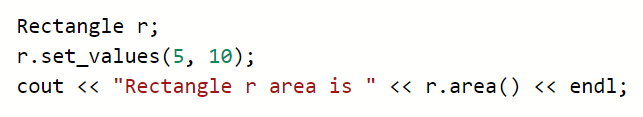 Rectangle r;
r.set_values(5, 10);
cout << "Rectangle r area is " << r.area() << endl;